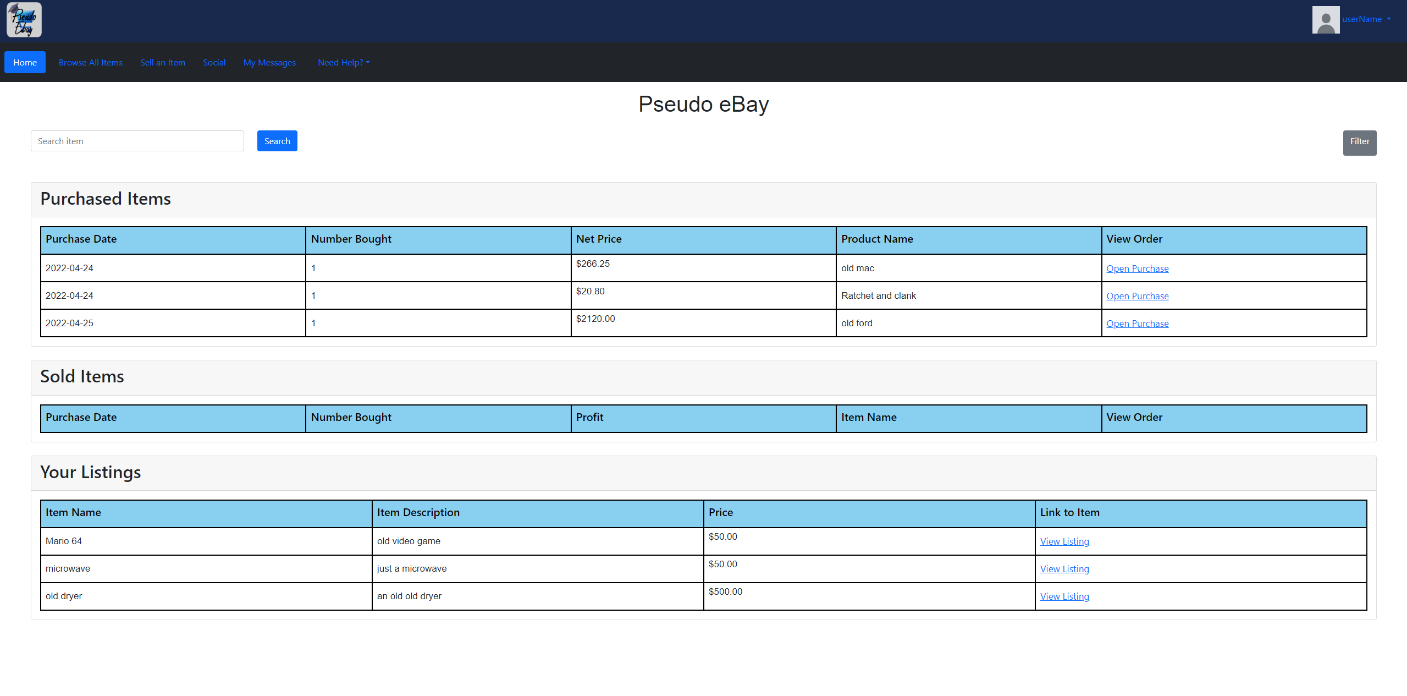 Pseudo
Ebay
userName
Home Browse All Items Sell an Item Social My Messages Need Help?
Pseudo eBay
Search item Search Filter
Purchased Items
Purchase Date Number Bought Net Price Product Name View Order
2022-04-24 1 $266.25 old mac Open Purchase
2022-04-24 1 $20.80 Ratchet and clank Open Purchase
2022-04-25 1 $2120.00 old ford Open Purchase
Sold Items
Purchase Date Number Bought Profit Item Name View Order
Your Listings
Item Name Item Description Price Link to Item
Mario 64 old video game $50.00 View Listing
microwave just a microwave $50.00 View Listing
old dryer an old old dryer $500.00 View Listing